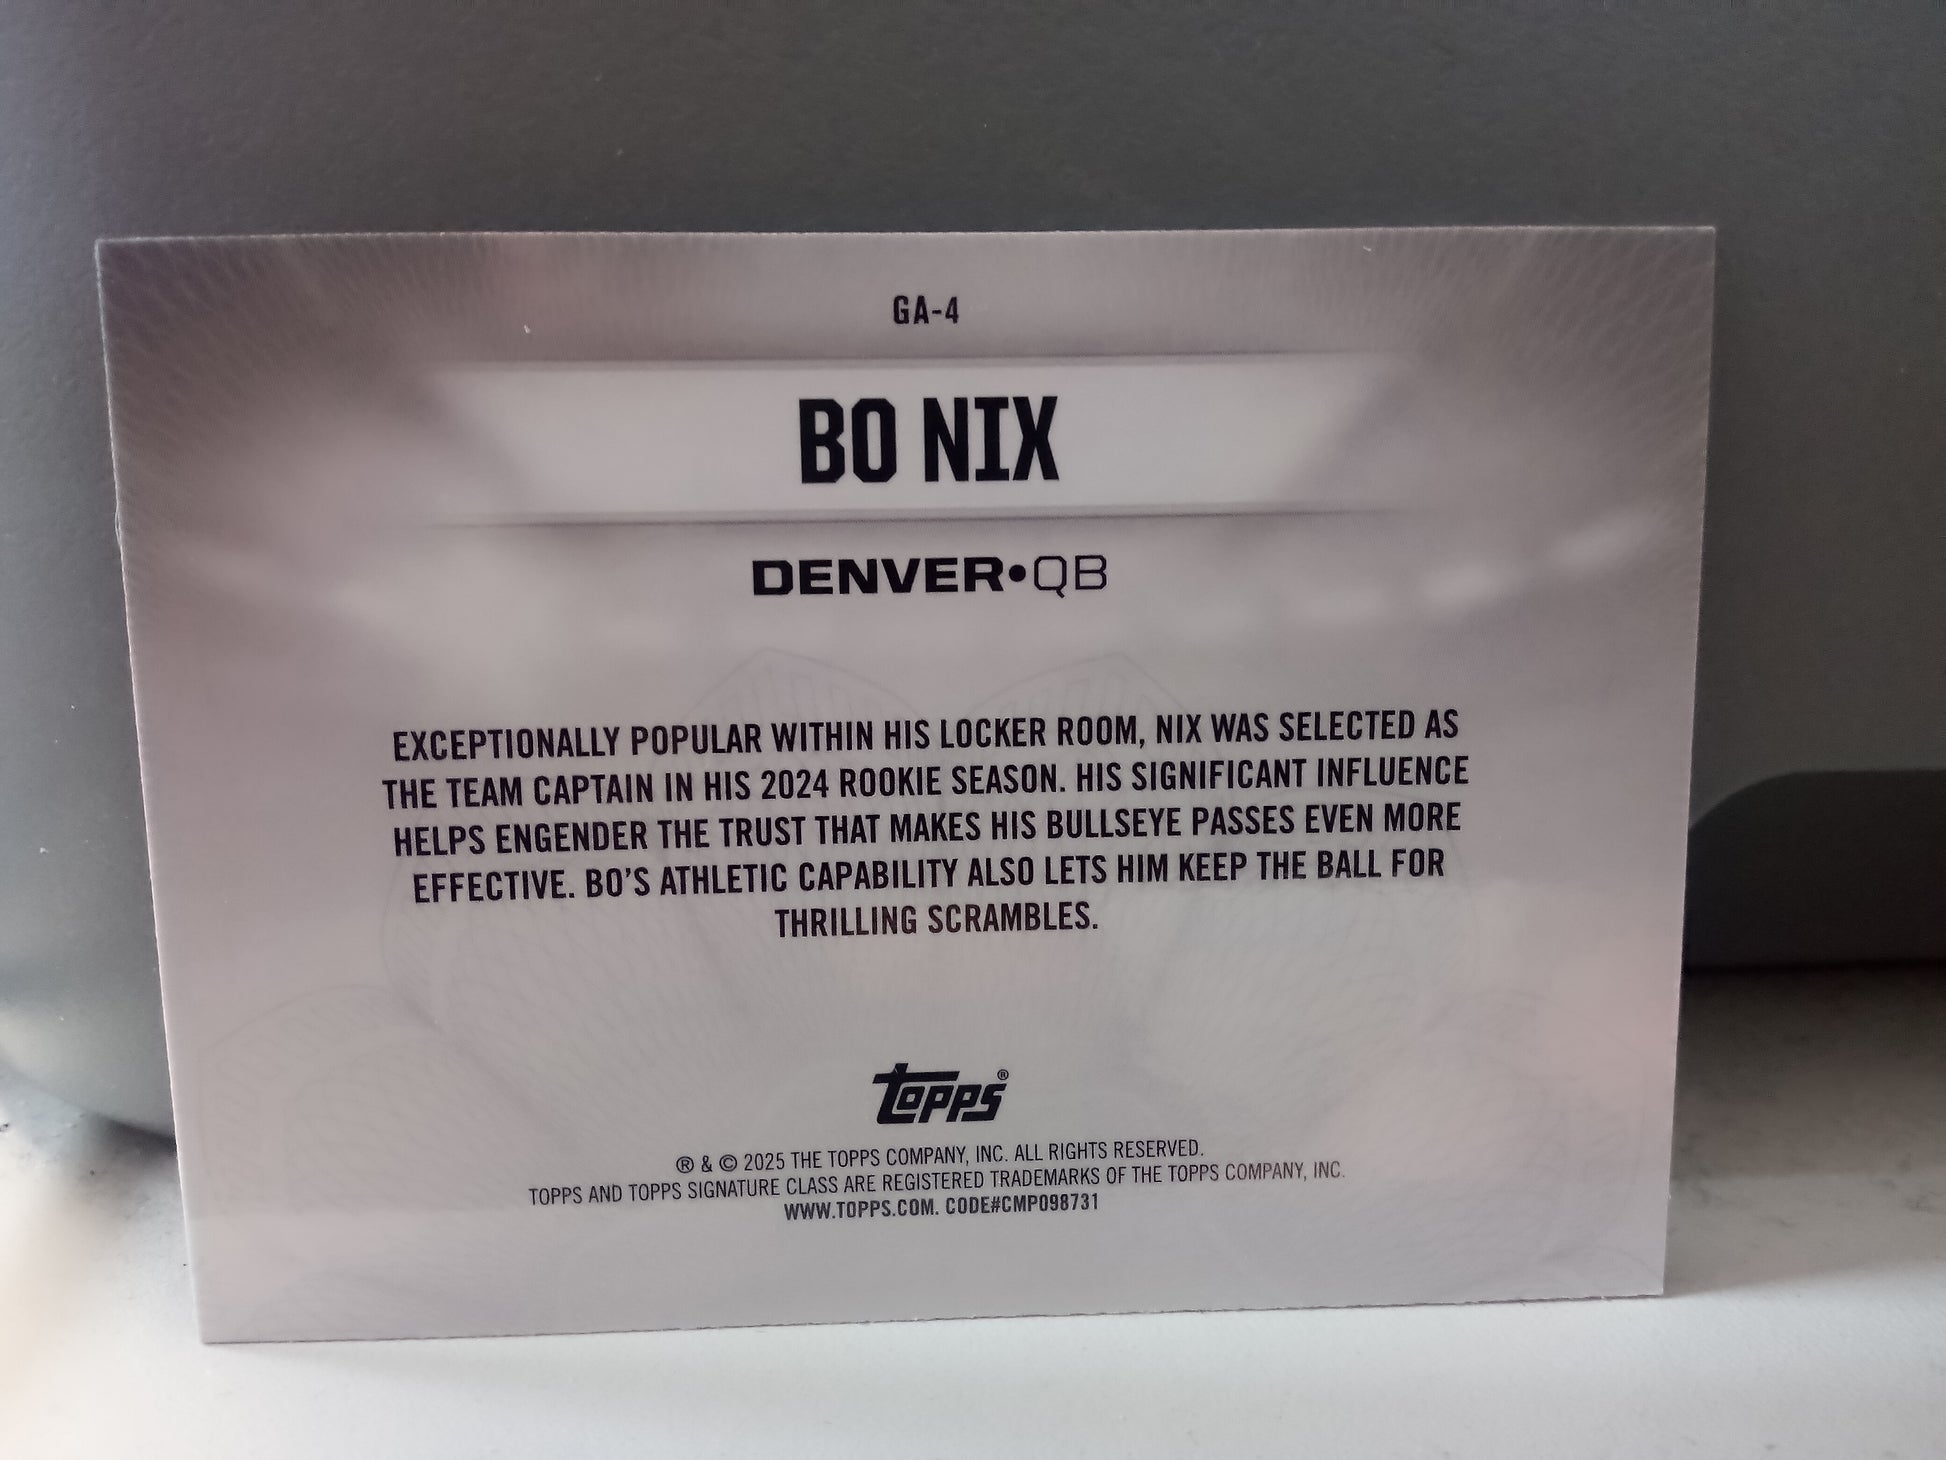 GA-4
BO NIX
DENVER•QB
EXCEPTIONALLY POPULAR WITHIN HIS LOCKER ROOM, NIX WAS SELECTED AS
THE TEAM CAPTAIN IN HIS 2024 ROOKIE SEASON. HIS SIGNIFICANT INFLUENCE
HELPS ENGENDER THE TRUST THAT MAKES HIS BULLSEYE PASSES EVEN MORE
EFFECTIVE. BO'S ATHLETIC CAPABILITY ALSO LETS HIM KEEP THE BALL FOR
THRILLING SCRAMBLES.
topps®
® & © 2025 THE TOPPS COMPANY, INC. ALL RIGHTS RESERVED.
TOPPS AND TOPPS SIGNATURE CLASS ARE REGISTERED TRADEMARKS OF THE TOPPS COMPANY, INC.
WWW.TOPPS.COM. CODE#CMP098731